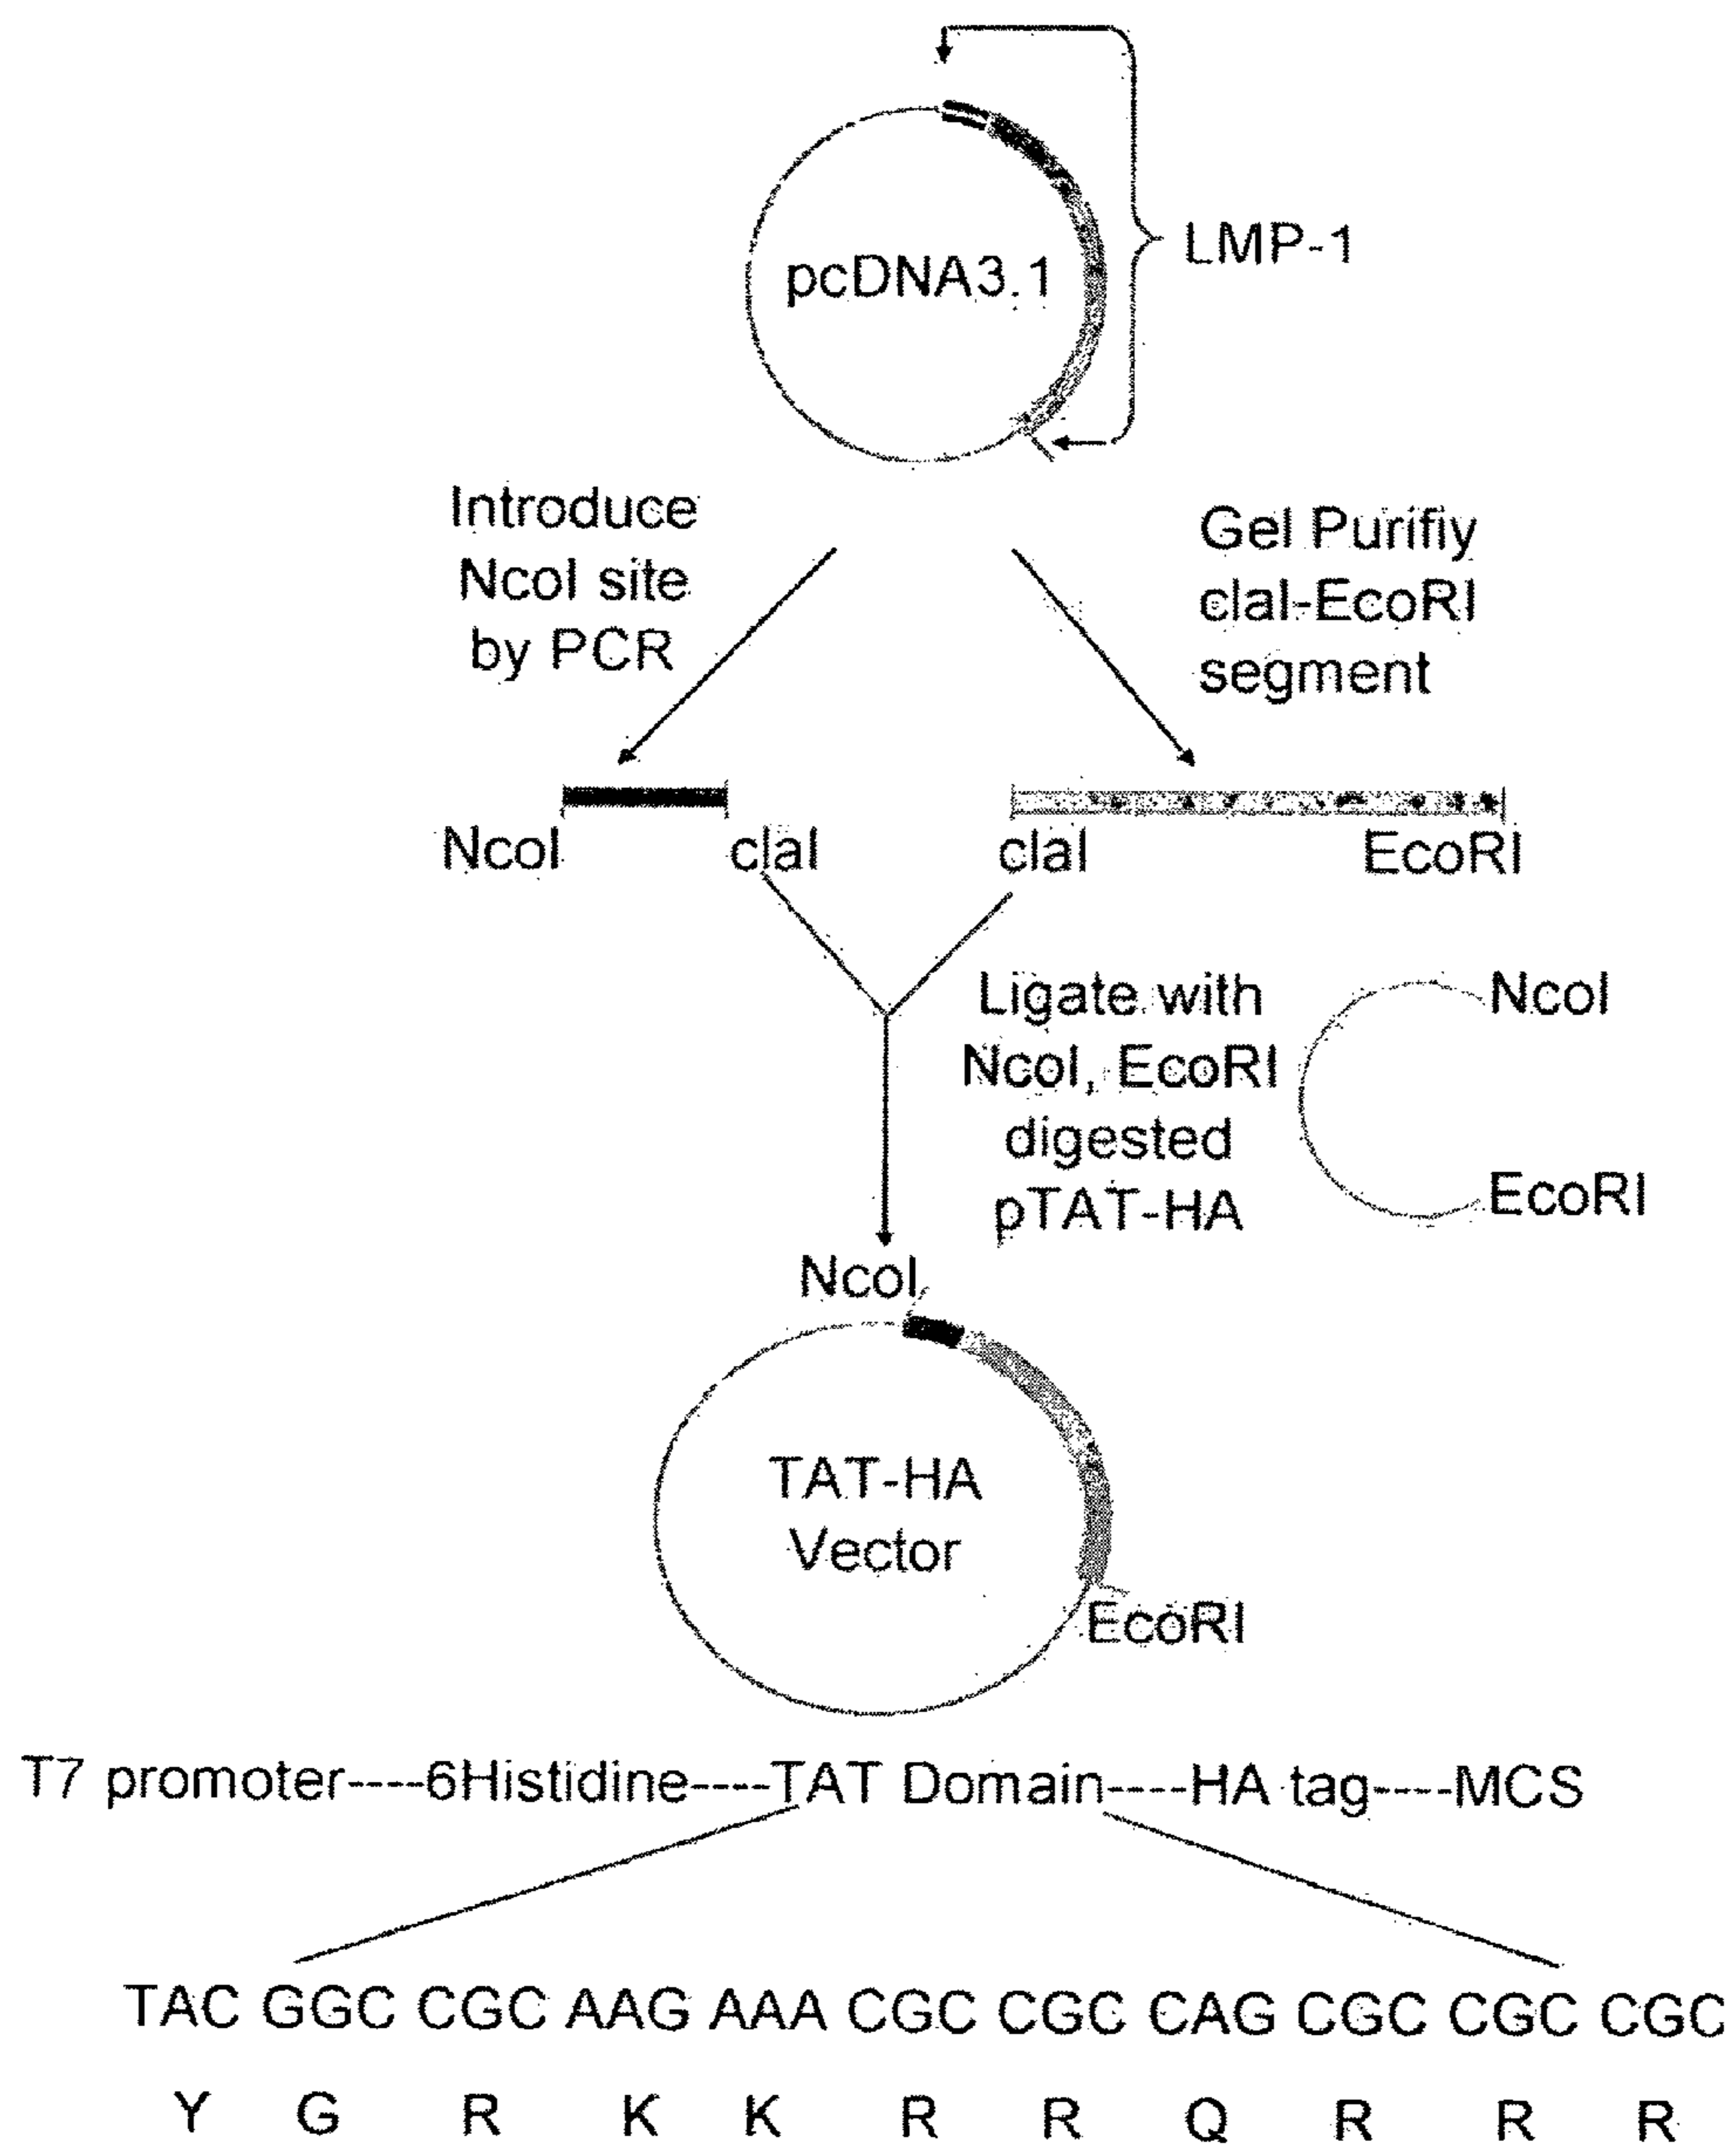 LMP-1
pcDNA3.1
Introduce
NcoI site
by PCR
Gel Purifiy
claI-EcoRI
segment
NcoI
claI
claI
EcoRI
Ligate with
NcoI, EcoRI
digested
pTAT-HA
NcoI
EcoRI
NcoI
TAT-HA
Vector
EcoRI
T7 promoter----6Histidine----TAT Domain----HA tag----MCS
TAC GGC CGC AAG AAA CGC CGC CAG CGC CGC CGC
Y G R K K R R Q R R R